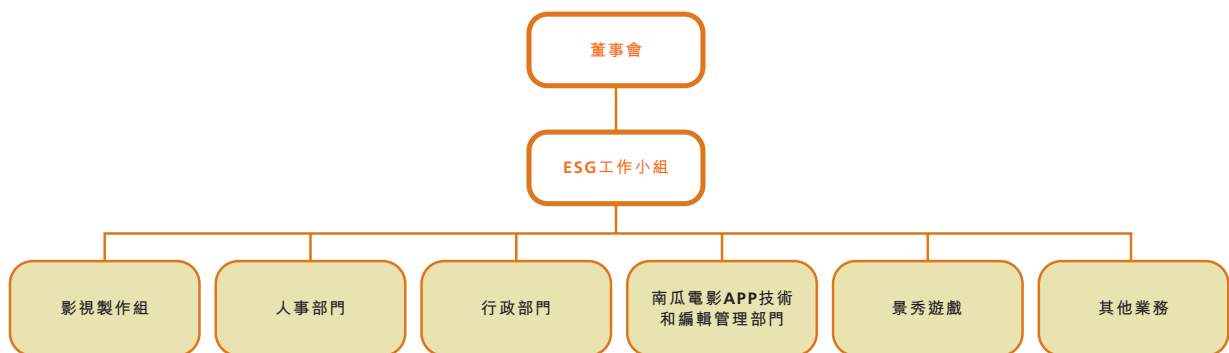 董事會
ESG工作小組
影視製作組
人事部門
行政部門
南瓜電影APP技術
和編輯管理部門
景秀遊戲
其他業務